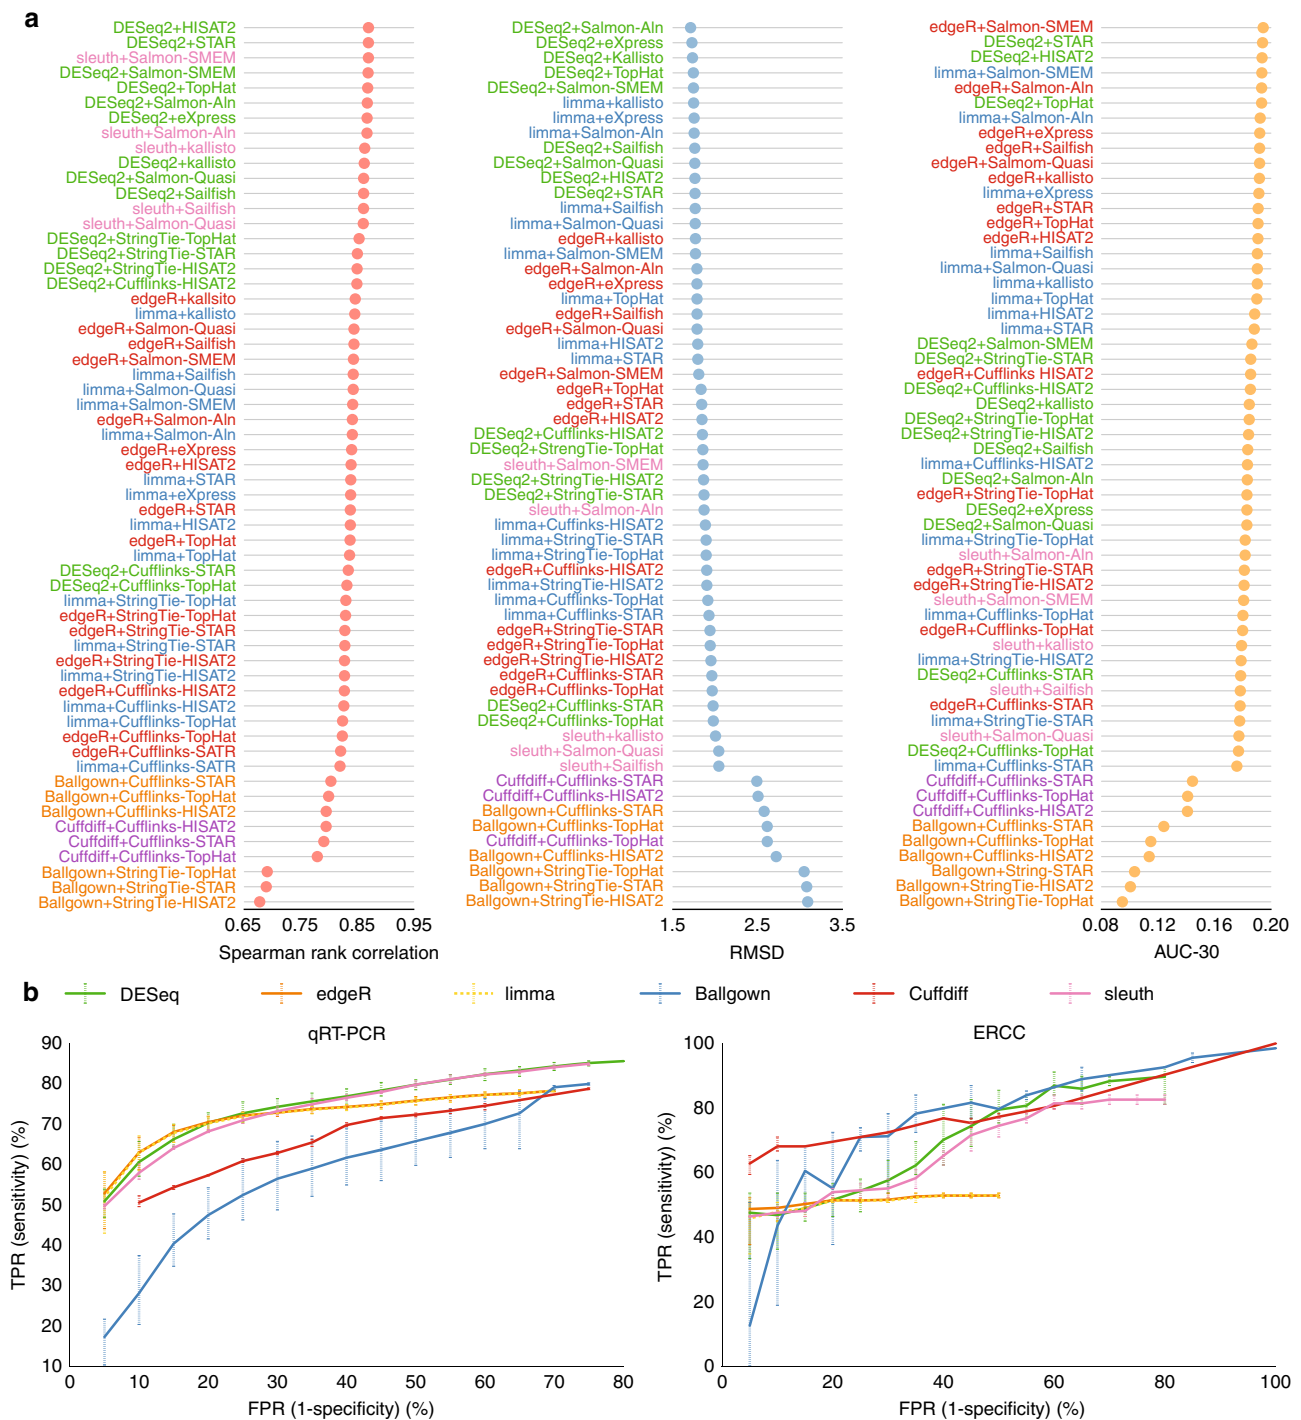 a
DESeq2+HISAT2
DESeq2+STAR
sleuth+Salmon-SMEM
DESeq2+Salmon-SMEM
DESeq2+TopHat
DESeq2+Salmon-Aln
DESeq2+eXpress
sleuth+Salmon-Aln
sleuth+kallisto
DESeq2+kallisto
DESeq2+Salmon-Quasi
DESeq2+Sailfish
sleuth+Sailfish
sleuth+Salmon-Quasi
DESeq2+StringTie-TopHat
DESeq2+StringTie-STAR
DESeq2+StringTie-HISAT2
DESeq2+Cufflinks-HISAT2
edgeR+kallsito
limma+kallisto
edgeR+Salmon-Quasi
edgeR+Sailfish
edgeR+Salmon-SMEM
limma+Sailfish
limma+Salmon-Quasi
limma+Salmon-SMEM
edgeR+Salmon-Aln
limma+Salmon-Aln
edgeR+eXpress
edgeR+HISAT2
limma+STAR
limma+eXpress
edgeR+STAR
limma+HISAT2
edgeR+TopHat
limma+TopHat
DESeq2+Cufflinks-STAR
DESeq2+Cufflinks-TopHat
limma+StringTie-TopHat
edgeR+StringTie-TopHat
edgeR+StringTie-STAR
limma+StringTie-STAR
edgeR+StringTie-HISAT2
limma+StringTie-HISAT2
edgeR+Cufflinks-HISAT2
limma+Cufflinks-HISAT2
limma+Cufflinks-TopHat
edgeR+Cufflinks-TopHat
edgeR+Cufflinks-SATR
limma+Cufflinks-SATR
Ballgown+Cufflinks-STAR
Ballgown+Cufflinks-TopHat
Ballgown+Cufflinks-HISAT2
Cuffdiff+Cufflinks-HISAT2
Cuffdiff+Cufflinks-STAR
Cuffdiff+Cufflinks-TopHat
Ballgown+StringTie-TopHat
Ballgown+StringTie-STAR
Ballgown+StringTie-HISAT2
0.65 0.75 0.85 0.95
Spearman rank correlation
DESeq2+Salmon-Aln
DESeq2+eXpress
DESeq2+Kallisto
DESeq2+TopHat
DESeq2+Salmon-SMEM
limma+kallisto
limma+eXpress
limma+Salmon-Aln
DESeq2+Sailfish
DESeq2+Salmon-Quasi
DESeq2+HISAT2
DESeq2+STAR
limma+Sailfish
limma+Salmon-Quasi
edgeR+kallisto
limma+Salmon-SMEM
edgeR+Salmon-Aln
edgeR+eXpress
limma+TopHat
edgeR+Sailfish
edgeR+Salmon-Quasi
limma+HISAT2
limma+STAR
edgeR+Salmon-SMEM
edgeR+TopHat
edgeR+STAR
edgeR+HISAT2
DESeq2+Cufflinks-HISAT2
DESeq2+StrengTie-TopHat
sleuth+Salmon-SMEM
DESeq2+StringTie-HISAT2
DESeq2+StringTie-STAR
sleuth+Salmon-Aln
limma+Cuffinks-HISAT2
limma+StringTie-STAR
limma+StringTie-TopHat
edgeR+Cufflinks-HISAT2
limma+StringTie-HISAT2
limma+Cufflinks-TopHat
limma+Cufflinks-STAR
edgeR+StringTie-STAR
edgeR+StringTie-TopHat
edgeR+StringTie-HISAT2
edgeR+Cufflinks-STAR
edgeR+Cufflinks-TopHat
DESeq2+Cufflinks-STAR
DESeq2+Cufflinks-TopHat
sleuth+kallisto
sleuth+Salmon-Quasi
sleuth+Sailfish
Cuffdiff+Cufflinks-STAR
Cuffdiff+Cufflinks-HISAT2
Ballgown+Cufflinks-STAR
Ballgown+Cufflinks-TopHat
Cuffdiff+Cufflinks-TopHat
Ballgown+Cufflinks-HISAT2
Ballgown+StringTie-TopHat
Ballgown+StringTie-STAR
Ballgown+StringTie-HISAT2
1.5 2.5 3.5
RMSD
edgeR+Salmon-SMEM
DESeq2+STAR
DESeq2+HISAT2
limma+Salmon-SMEM
edgeR+Salmon-Aln
DESeq2+TopHat
limma+Salmon-Aln
edgeR+eXpress
edgeR+Sailfish
edgeR+Salmom-Quasi
edgeR+kallisto
limma+eXpress
edgeR+STAR
edgeR+TopHat
edgeR+HISAT2
limma+Sailfish
limma+Salmon-Quasi
limma+kallisto
limma+TopHat
limma+HISAT2
limma+STAR
DESeq2+Salmon-SMEM
DESeq2+StringTie-STAR
edgeR+Cufflinks HISAT2
DESeq2+Cufflinks-HISAT2
DESeq2+kallisto
DESeq2+StringTie-TopHat
DESeq2+StringTie-HISAT2
DESeq2+Sailfish
limma+Cufflinks-HISAT2
DESeq2+Salmon-Aln
edgeR+StringTie-TopHat
DESeq2+eXpress
DESeq2+Salmon-Quasi
limma+StringTie-TopHat
sleuth+Salmon-Aln
edgeR+StringTie-STAR
edgeR+StringTie-HISAT2
sleuth+Salmon-SMEM
limma+Cufflinks-TopHat
edgeR+Cufflinks-TopHat
sleuth+kallisto
limma+StringTie-HISAT2
DESeq2+Cufflinks-STAR
sleuth+Sailfish
edgeR+Cufflinks-STAR
limma+StringTie-STAR
sleuth+Salmon-Quasi
DESeq2+Cufflinks-TopHat
limma+Cufflinks-STAR
Cuffdiff+Cufflinks-STAR
Cuffdiff+Cufflinks-TopHat
Cuffdiff+Cufflinks-HISAT2
Ballgown+Cufflinks-STAR
Ballgown+Cufflinks-TopHat
Ballgown+Cufflinks-HISAT2
Ballgown+String-STAR
Ballgown+StringTie-HISAT2
Ballgown+StringTie-TopHat
0.08 0.12 0.16 0.20
AUC-30
b
DESeq edgeR limma Ballgown Cuffdiff sleuth
qRT-PCR
TPR (sensitivity) (%)
90
80
70
60
50
40
30
20
10
0 10 20 30 40 50 60 70 80
FPR (1-specificity) (%)
ERCC
TPR (sensitivity) (%)
100
80
60
40
20
0
0 20 40 60 80 100
FPR (1-specificity) (%)